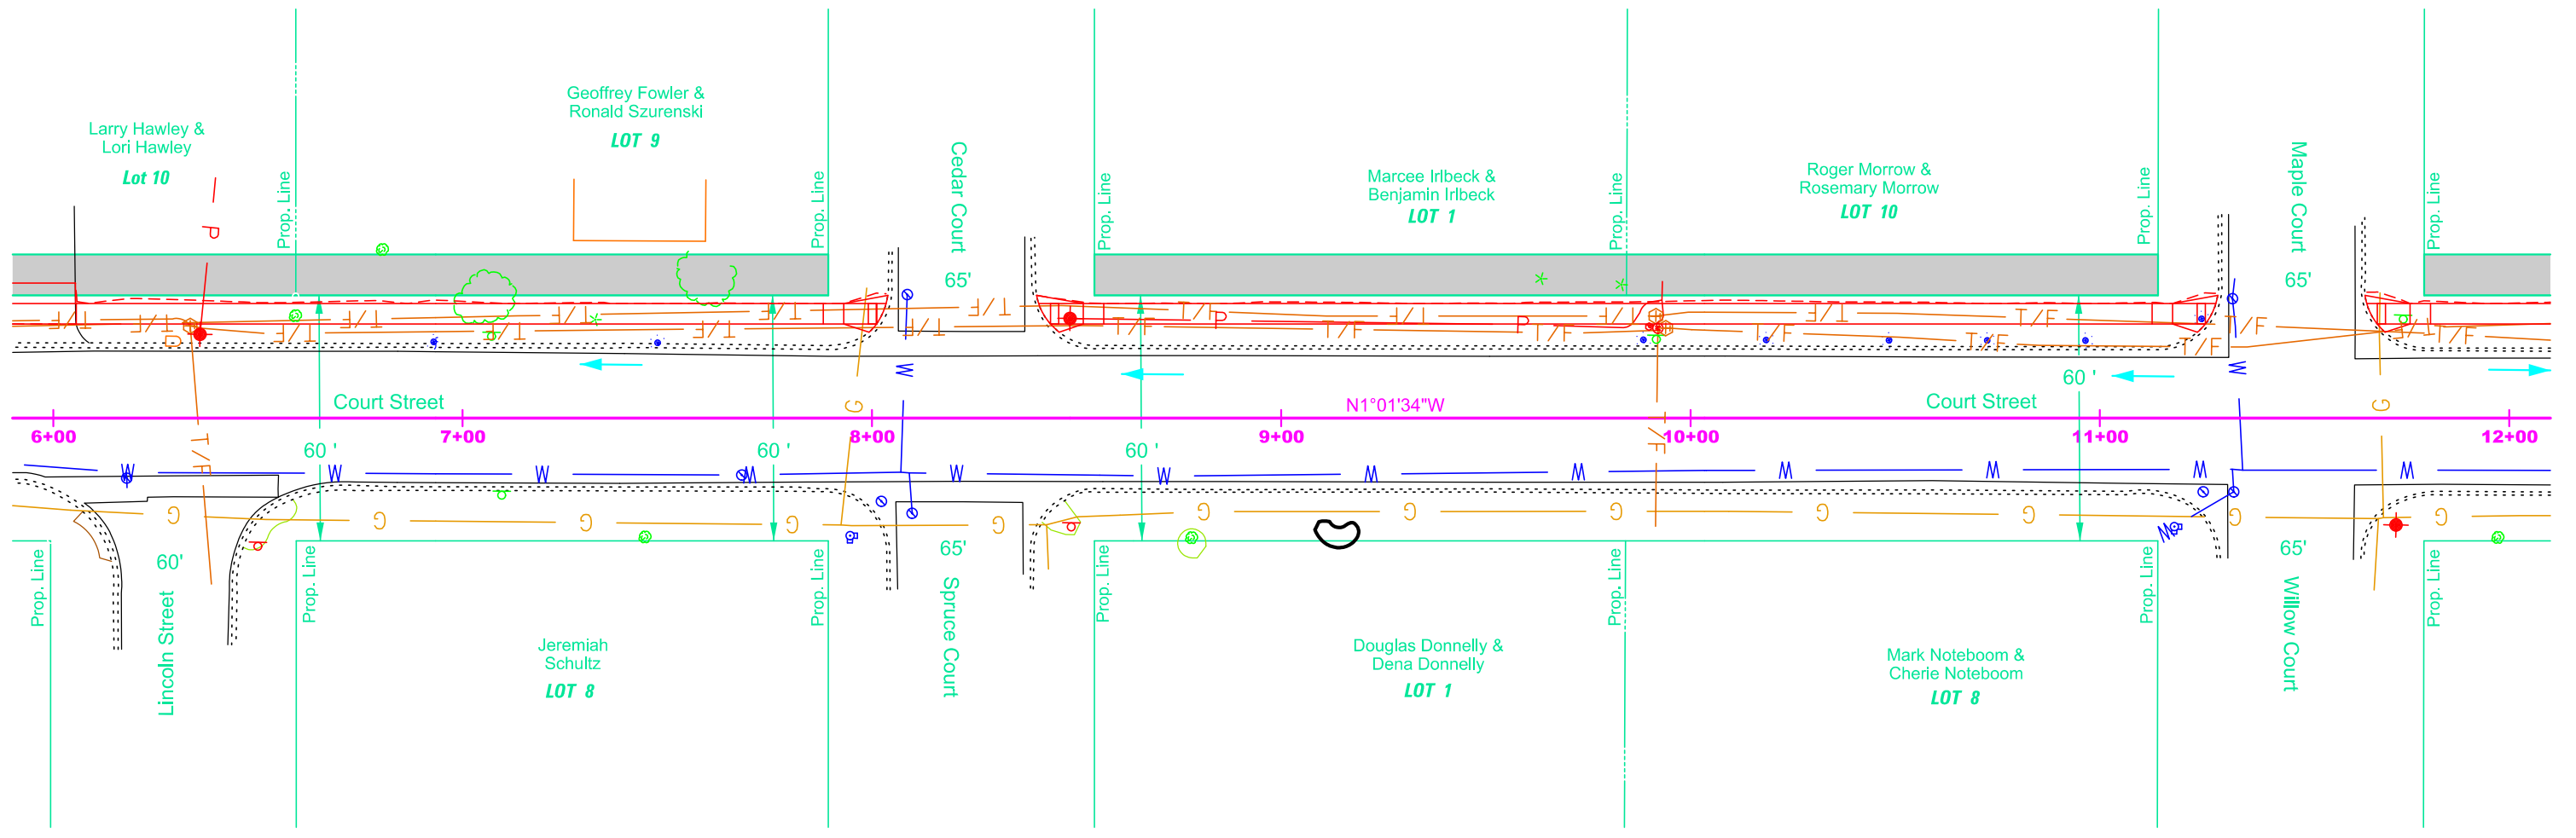 Larry Hawley &
Lori Hawley
Lot 10
P
Prop. Line
Geoffrey Fowler &
Ronald Szurenski
LOT 9
Prop. Line
Cedar Court
65'
Prop. Line
Marcee Irlbeck &
Benjamin Irlbeck
LOT 1
Prop. Line
Roger Morrow &
Rosemary Morrow
LOT 10
Prop. Line
Maple Court
65'
Prop. Line
T/F T/F T/F T/F T/F T/F T/F T/F T/F T/F T/F
T/F T/F T/F T/F T/F T/F T/F T/F T/F T/F T/F
P P
W W
G G
60 '
Court Street
N1°01'34"W
Court Street
6+00 7+00 8+00 9+00 10+00 11+00 12+00
T/F T/F
60 ' 60 ' 60 '
W W W W W W W W W W W W
G G G G G G G G G G G G
W
60'
65'
65'
Prop. Line
Lincoln Street
Prop. Line
Jeremiah
Schultz
LOT 8
Prop. Line
Spruce Court
Prop. Line
Douglas Donnelly &
Dena Donnelly
LOT 1
Prop. Line
Mark Noteboom &
Cherie Noteboom
LOT 8
Prop. Line
Willow Court
Prop. Line